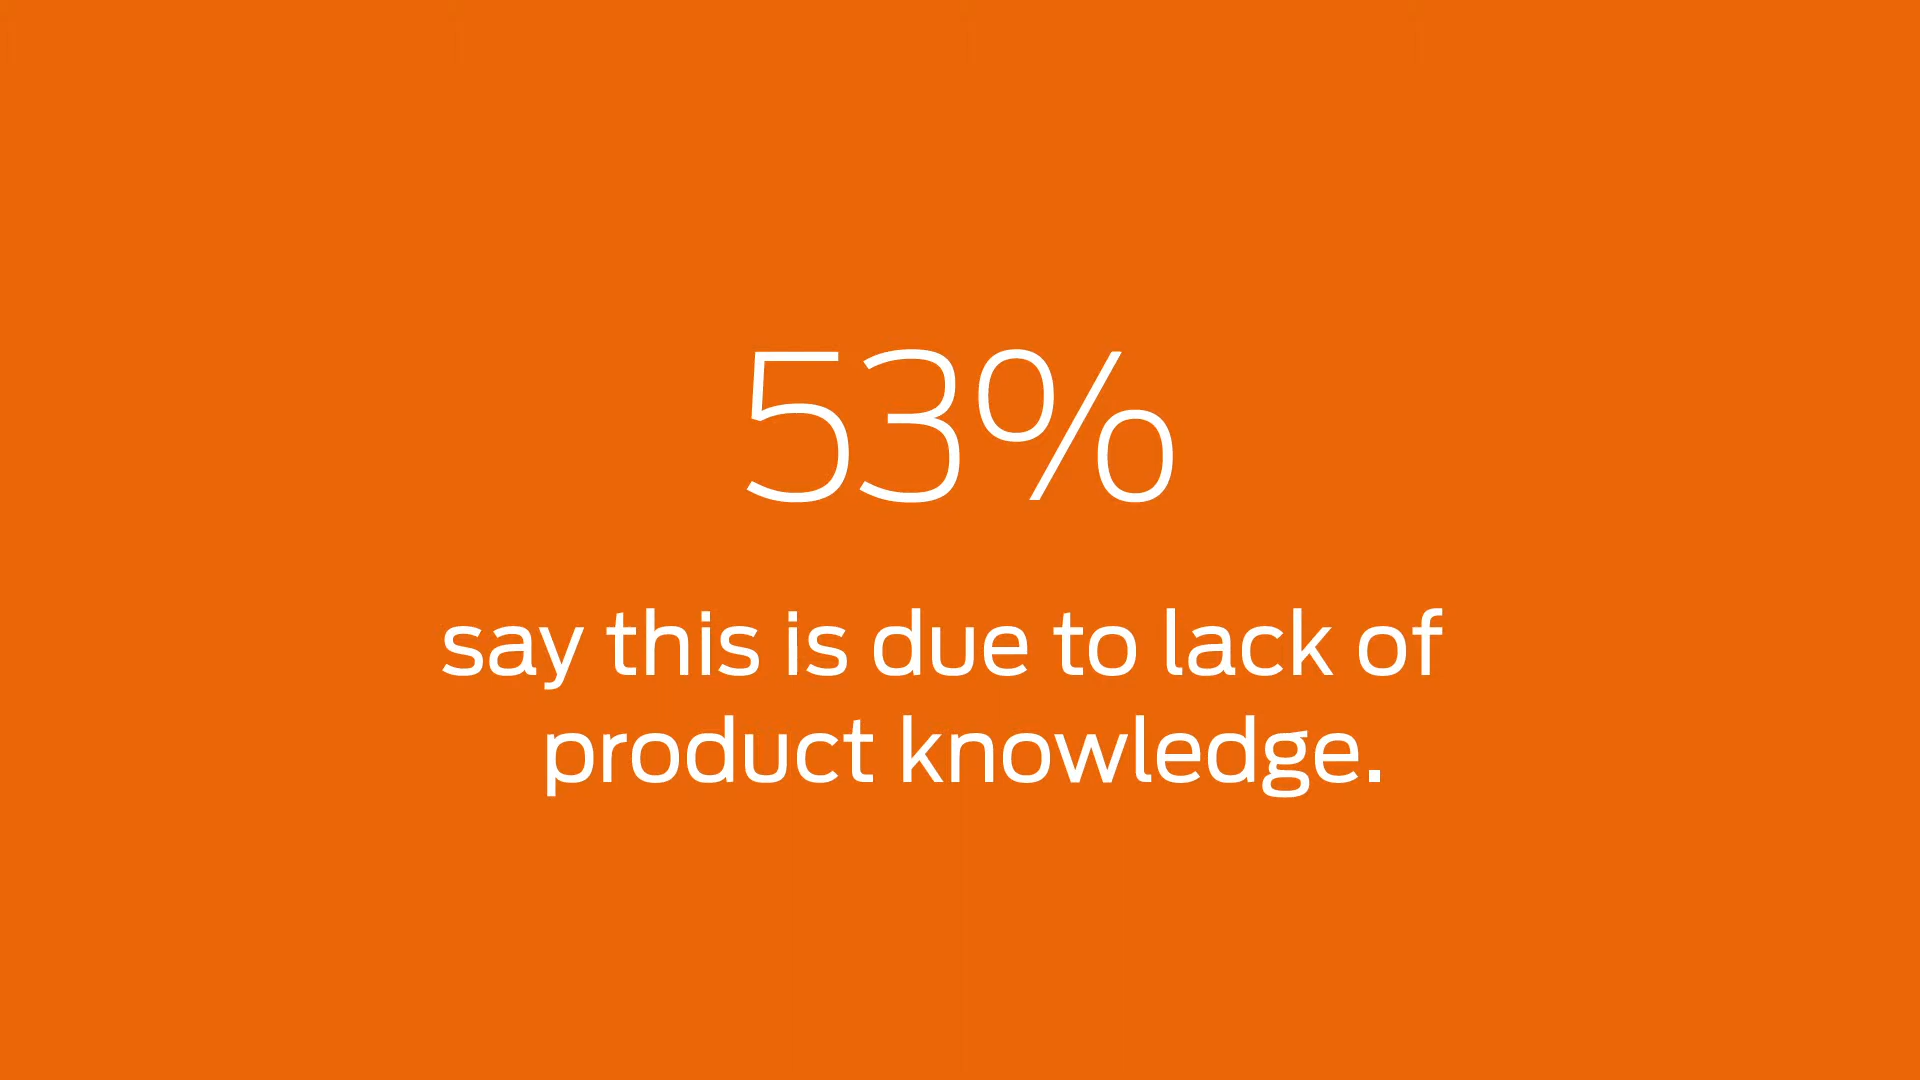 53%
say this is due to lack of
product knowledge.